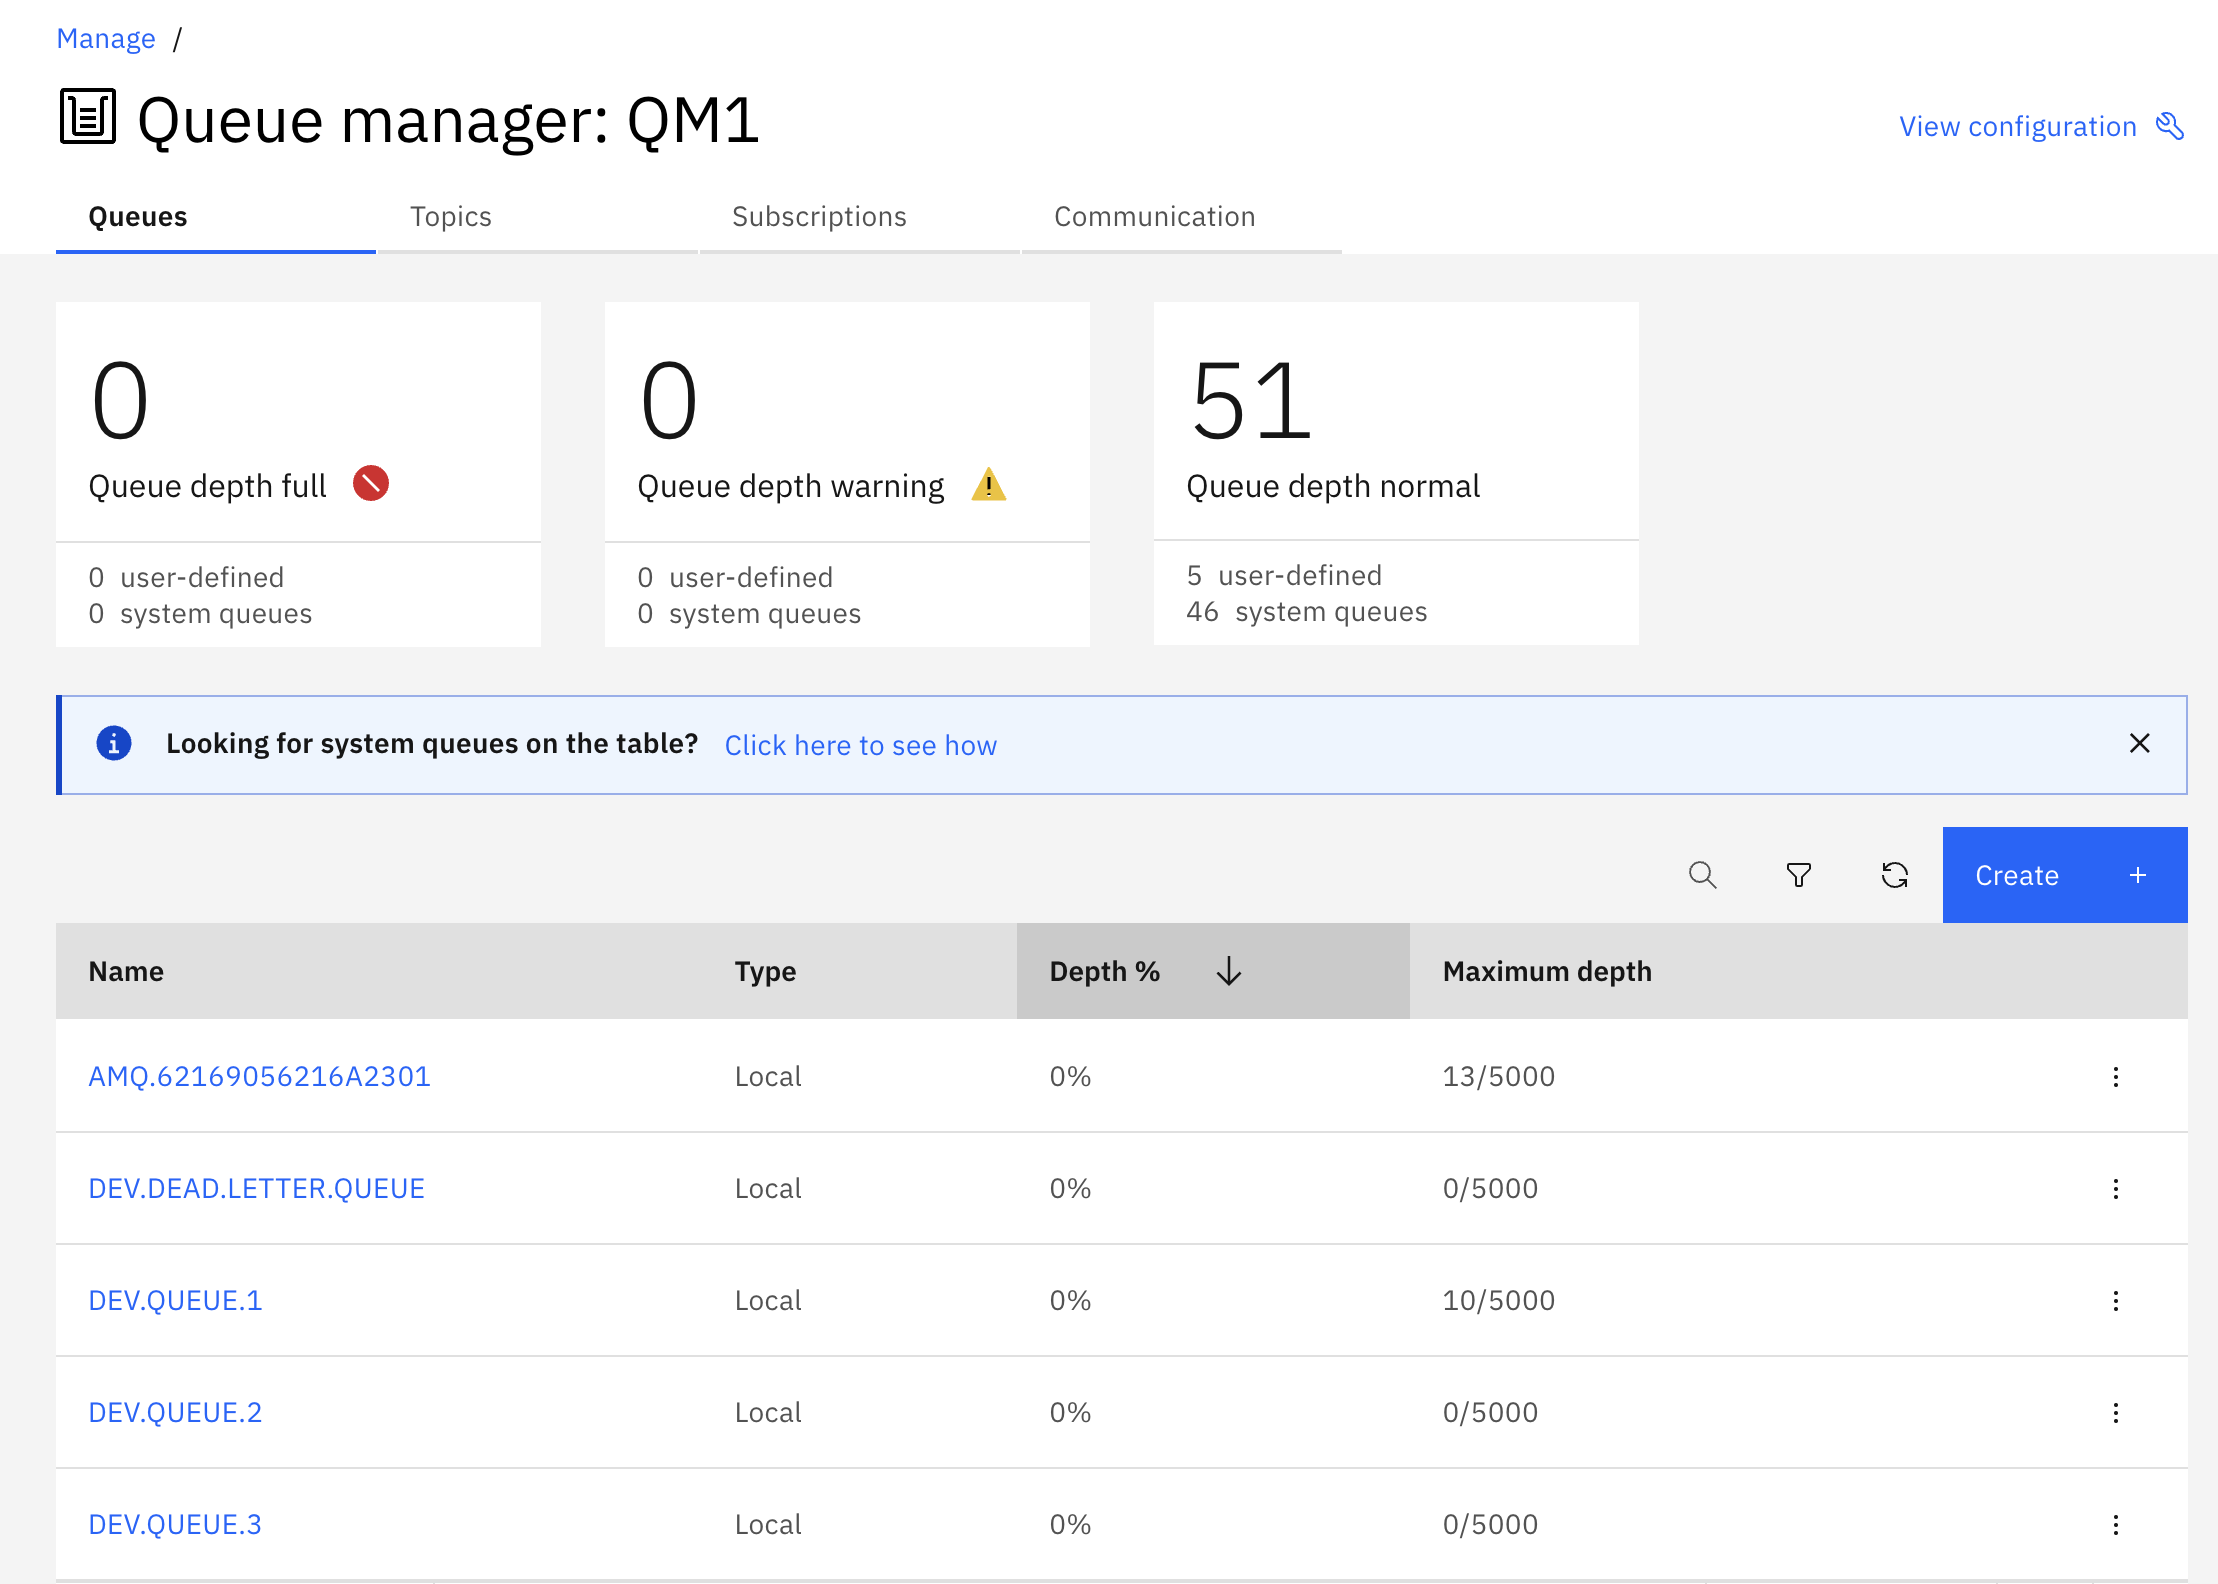 Manage /
Queue manager: QM1
View configuration
Queues Topics Subscriptions Communication
0
Queue depth full
0 user-defined
0 system queues
0
Queue depth warning
0 user-defined
0 system queues
51
Queue depth normal
5 user-defined
46 system queues
Looking for system queues on the table? Click here to see how
Create +
Name Type Depth % Maximum depth
AMQ.62169056216A2301 Local 0% 13/5000
DEV.DEAD.LETTER.QUEUE Local 0% 0/5000
DEV.QUEUE.1 Local 0% 10/5000
DEV.QUEUE.2 Local 0% 0/5000
DEV.QUEUE.3 Local 0% 0/5000